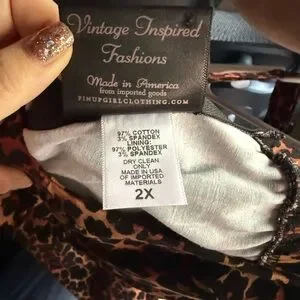 Vintage Inspired
Fashions
Made in America
from imported goods
PINUPGIRLCLOTHING.COM
97% COTTON
3% SPANDEX
LINING:
97% POLYESTER
3% SPANDEX
DRY CLEAN
ONLY
MADE IN USA
OF IMPORTED
MATERIALS
2X